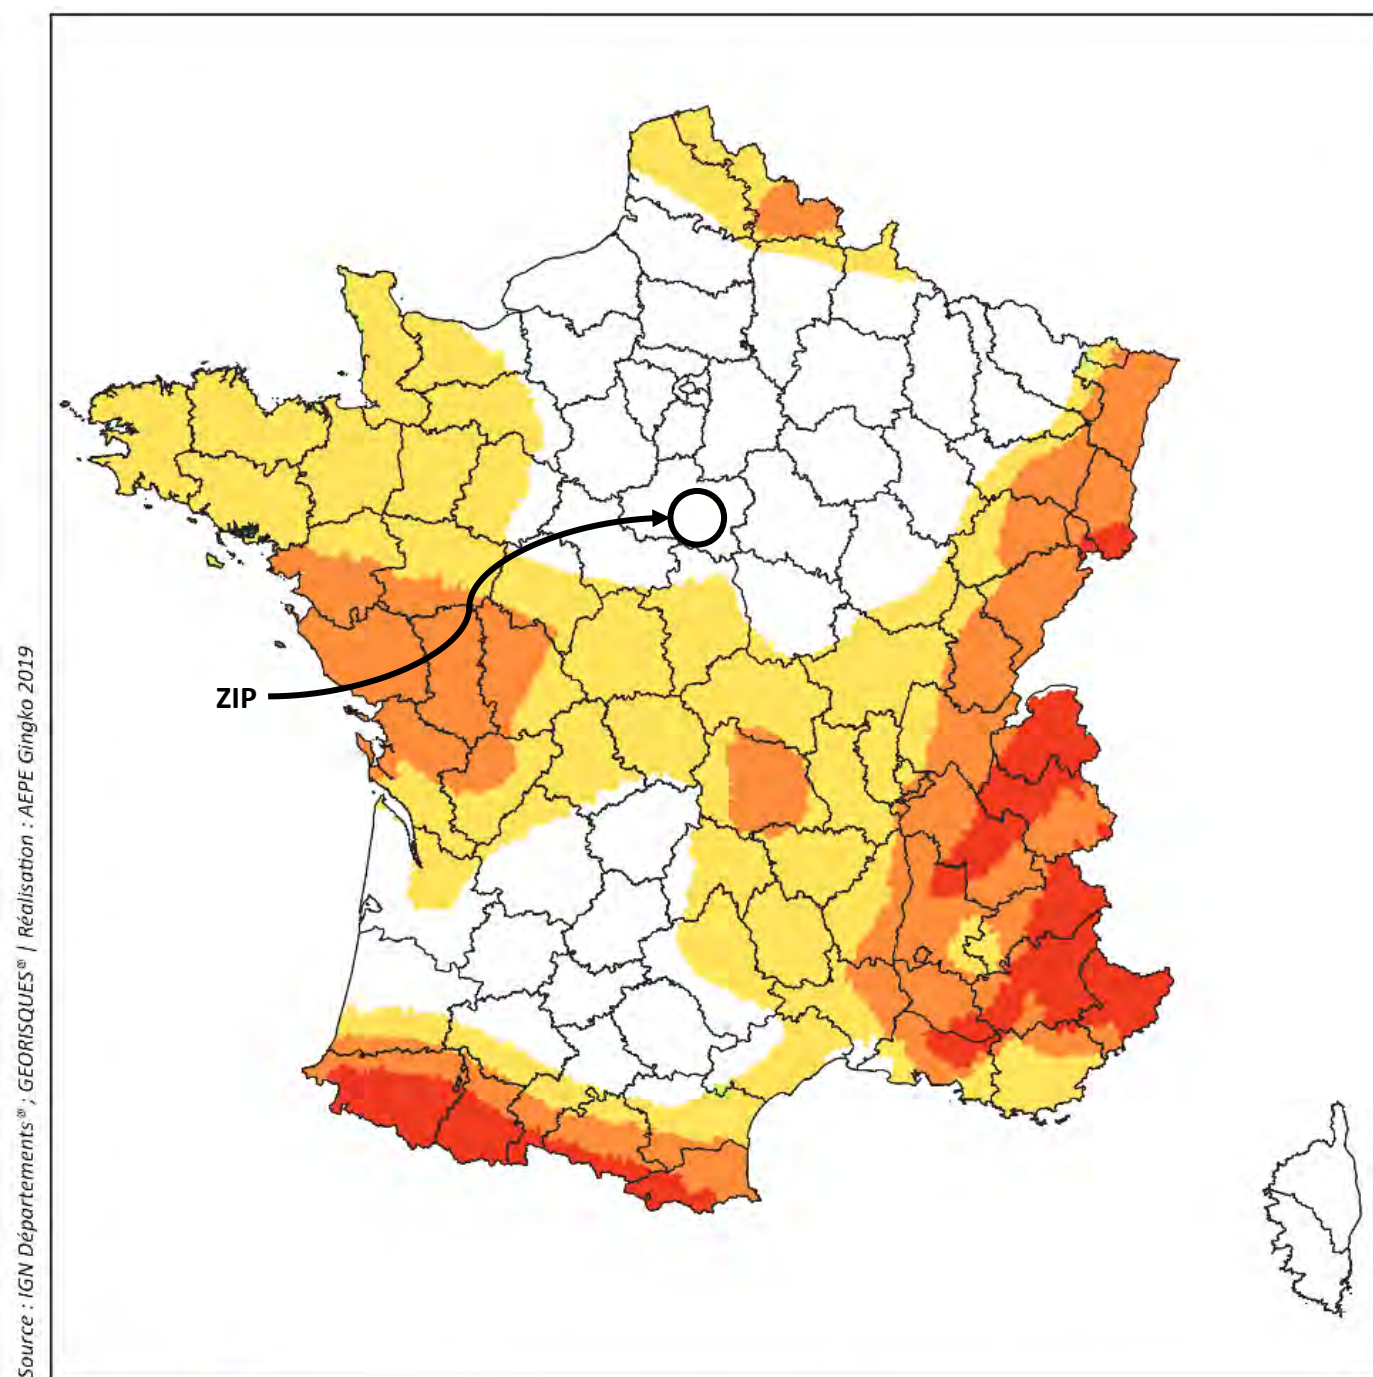 ZIP
Source : IGN Départements® ; GEORISQUES® | Réalisation : AEPE Gingko 2019